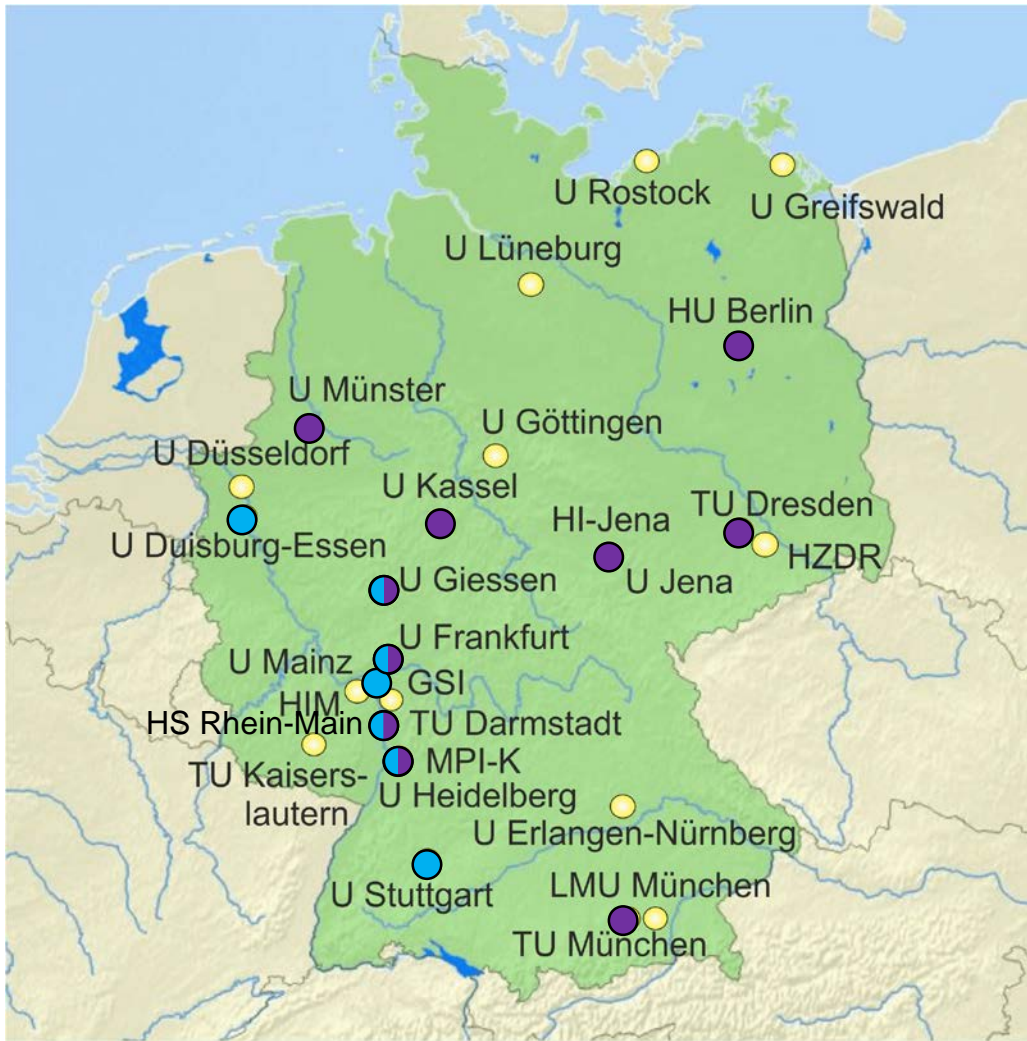 U Rostock
U Greifswald
U Lüneburg
HU Berlin
U Münster
U Göttingen
U Düsseldorf
U Kassel
TU Dresden
HI-Jena
U Duisburg-Essen
HZDR
U Jena
U Giessen
U Frankfurt
U Mainz
GSI
HIM
HS Rhein-Main
TU Darmstadt
MPI-K
TU Kaisers-
lautern
U Heidelberg
U Erlangen-Nürnberg
U Stuttgart
LMU München
TU München